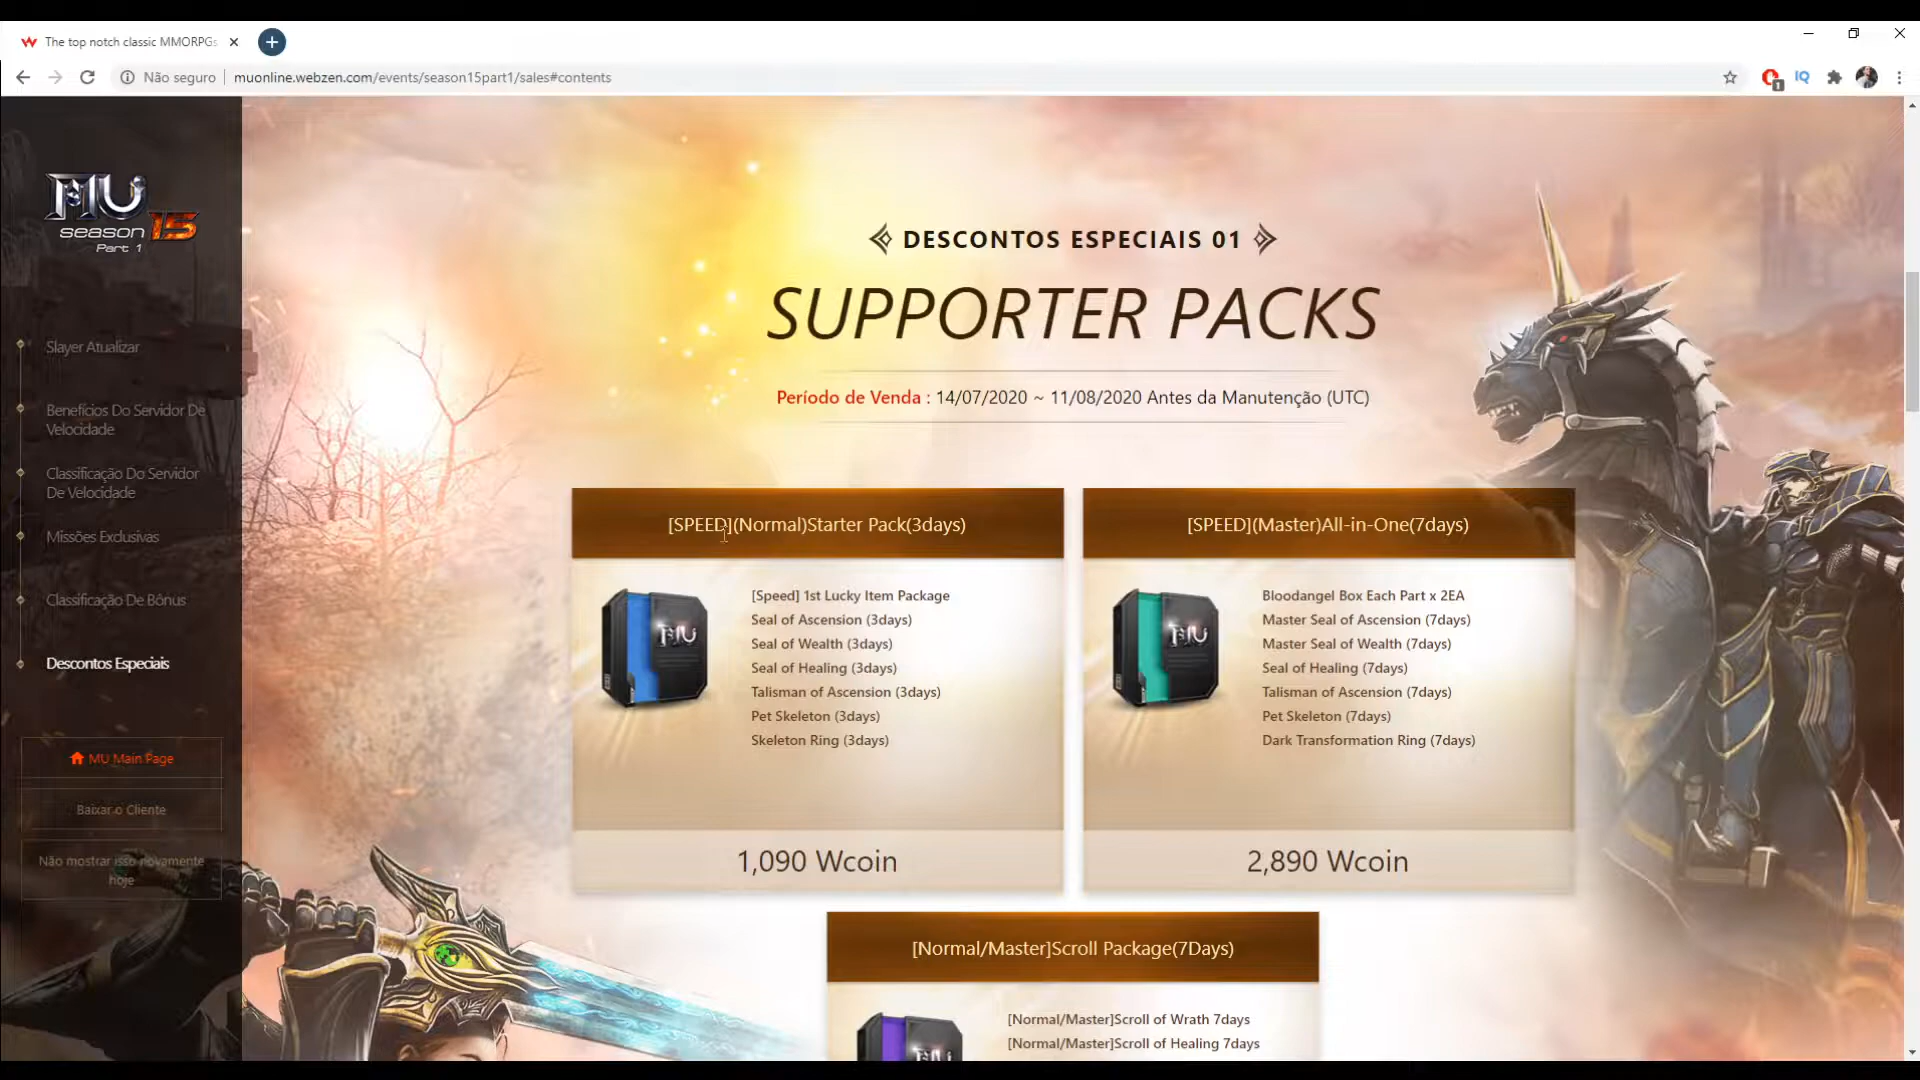 The top notch classic MMORPGs
Não seguro
muonline.webzen.com/events/season15part1/sales#contents
IQ
1
MU
season 15
Part 1
Slayer Atualizar
Benefícios Do Servidor De
Velocidade
Classificação Do Servidor
De Velocidade
Missões Exclusivas
Classificação De Bônus
Descontos Especiais
MU Main Page
Baixar o Cliente
Não mostrar isso novamente
hoje
DESCONTOS ESPECIAIS 01
SUPPORTER PACKS
Período de Venda : 14/07/2020 ~ 11/08/2020 Antes da Manutenção (UTC)
[SPEED](Normal)Starter Pack(3days)
MU
[Speed] 1st Lucky Item Package
Seal of Ascension (3days)
Seal of Wealth (3days)
Seal of Healing (3days)
Talisman of Ascension (3days)
Pet Skeleton (3days)
Skeleton Ring (3days)
1,090 Wcoin
[SPEED](Master)All-in-One(7days)
MU
Bloodangel Box Each Part x 2EA
Master Seal of Ascension (7days)
Master Seal of Wealth (7days)
Seal of Healing (7days)
Talisman of Ascension (7days)
Pet Skeleton (7days)
Dark Transformation Ring (7days)
2,890 Wcoin
[Normal/Master]Scroll Package(7Days)
MU
[Normal/Master]Scroll of Wrath 7days
[Normal/Master]Scroll of Healing 7days